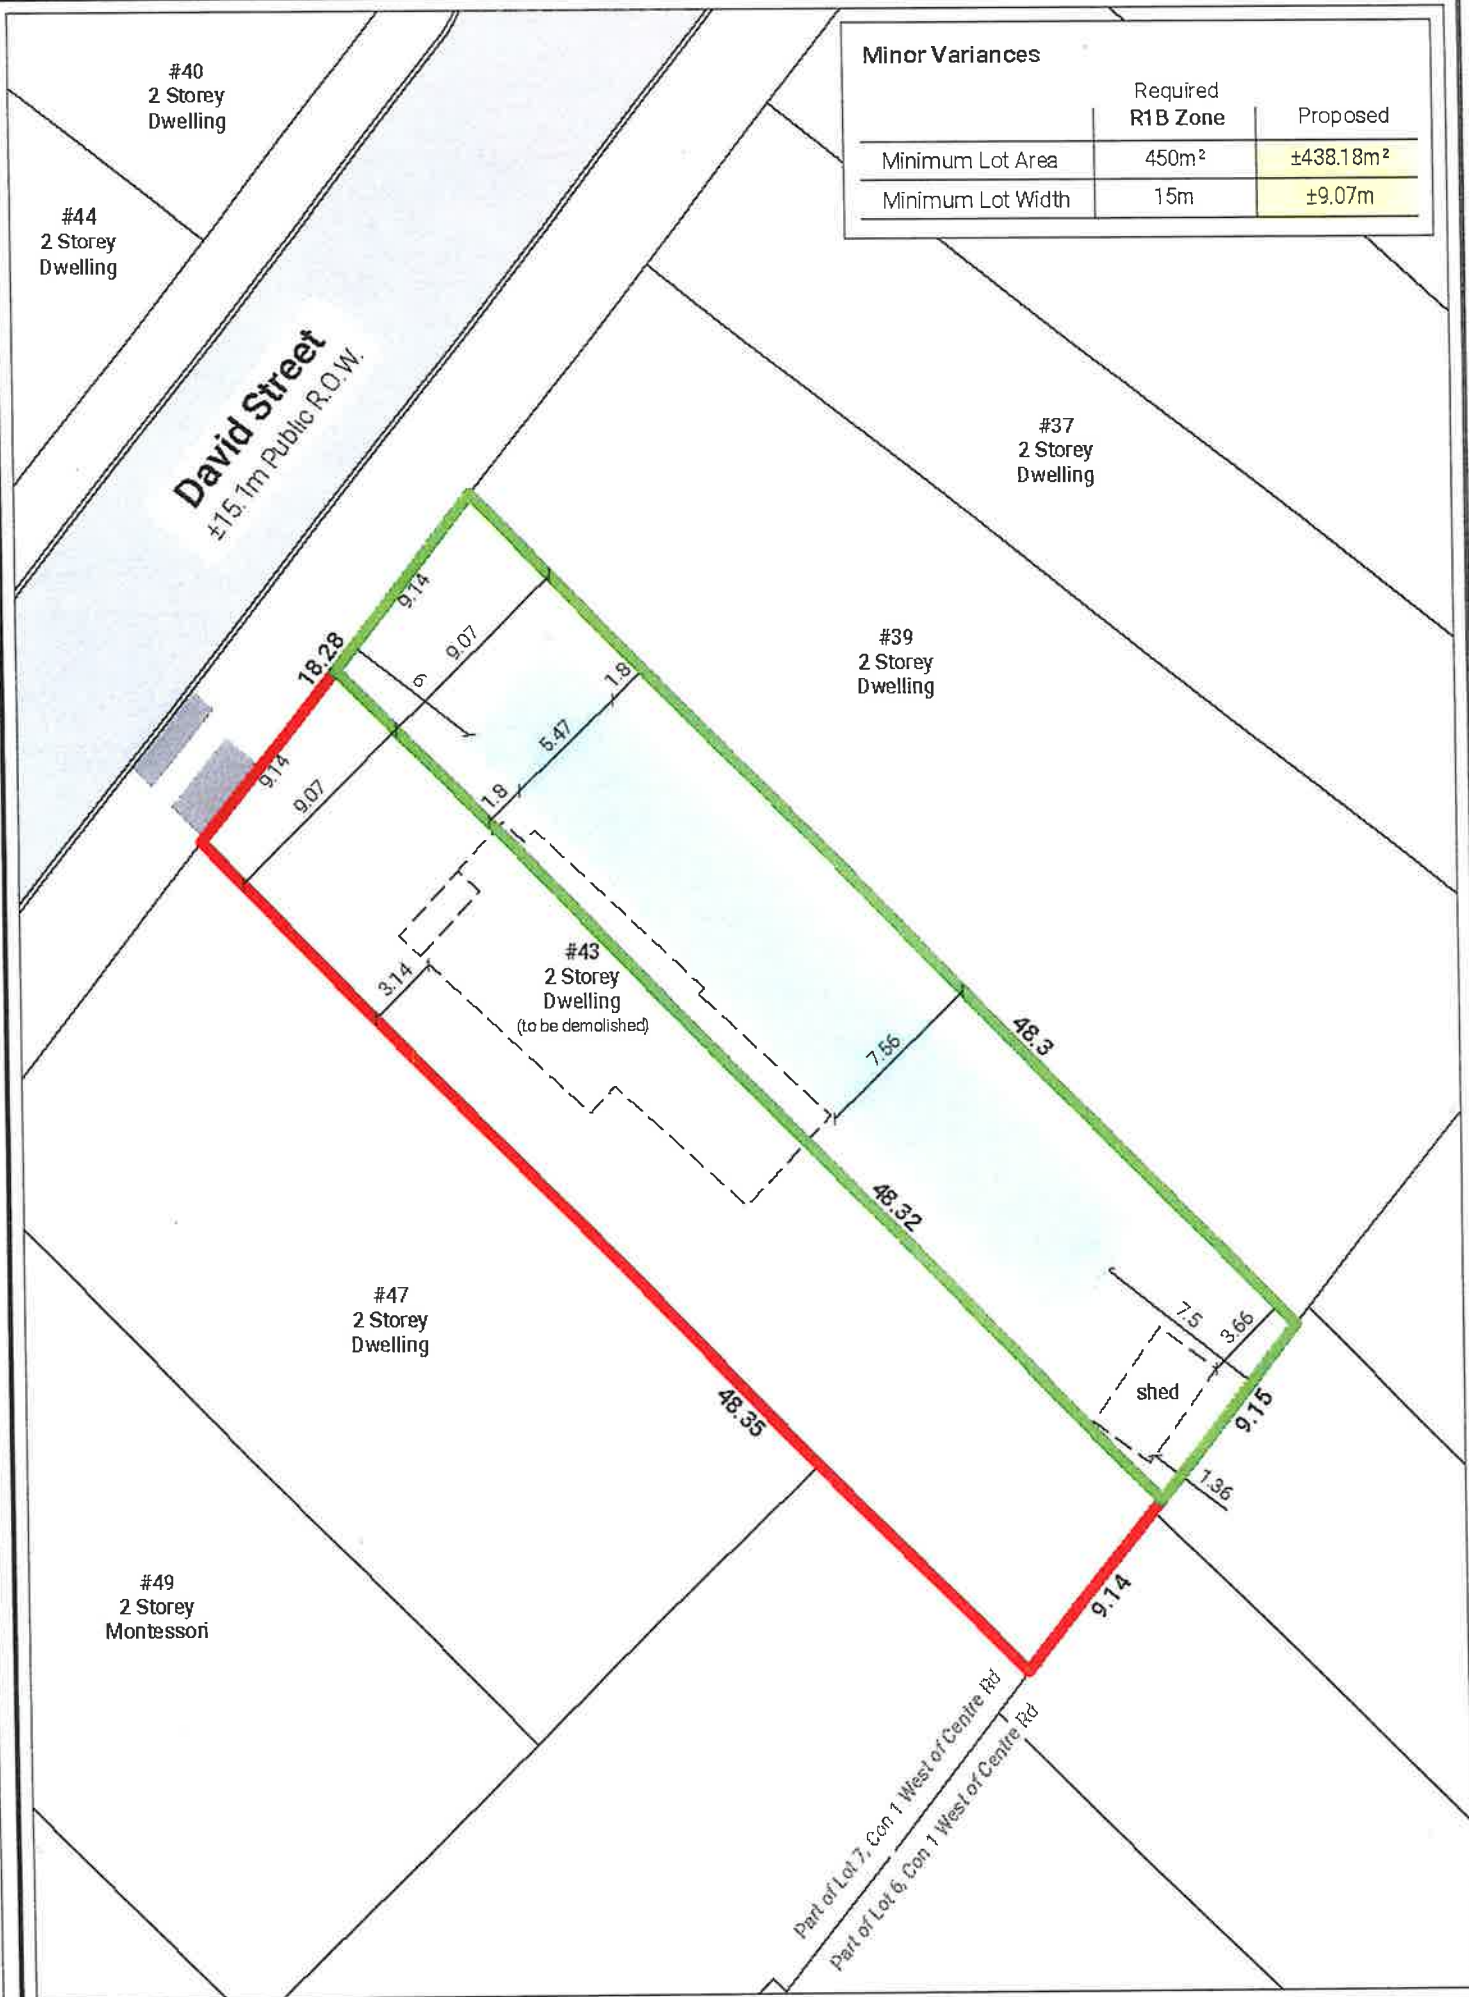 Minor Variances
Required
R1B Zone
Proposed
Minimum Lot Area
450m²
±438.18m²
Minimum Lot Width
15m
±9.07m
#40
2 Storey
Dwelling
#44
2 Storey
Dwelling
David Street
±15.1m Public R.O.W.
#37
2 Storey
Dwelling
#39
2 Storey
Dwelling
18.28
9.14
9.07
6
1.8
5.47
1.8
9.14
9.07
3.14
#43
2 Storey
Dwelling
(to be demolished)
7.56
48.3
48.32
#47
2 Storey
Dwelling
48.35
7.5
3.66
shed
9.15
1.36
9.14
#49
2 Storey
Montessori
Part of Lot 7, Con 1 West of Centre Rd
Part of Lot 6, Con 1 West of Centre Rd